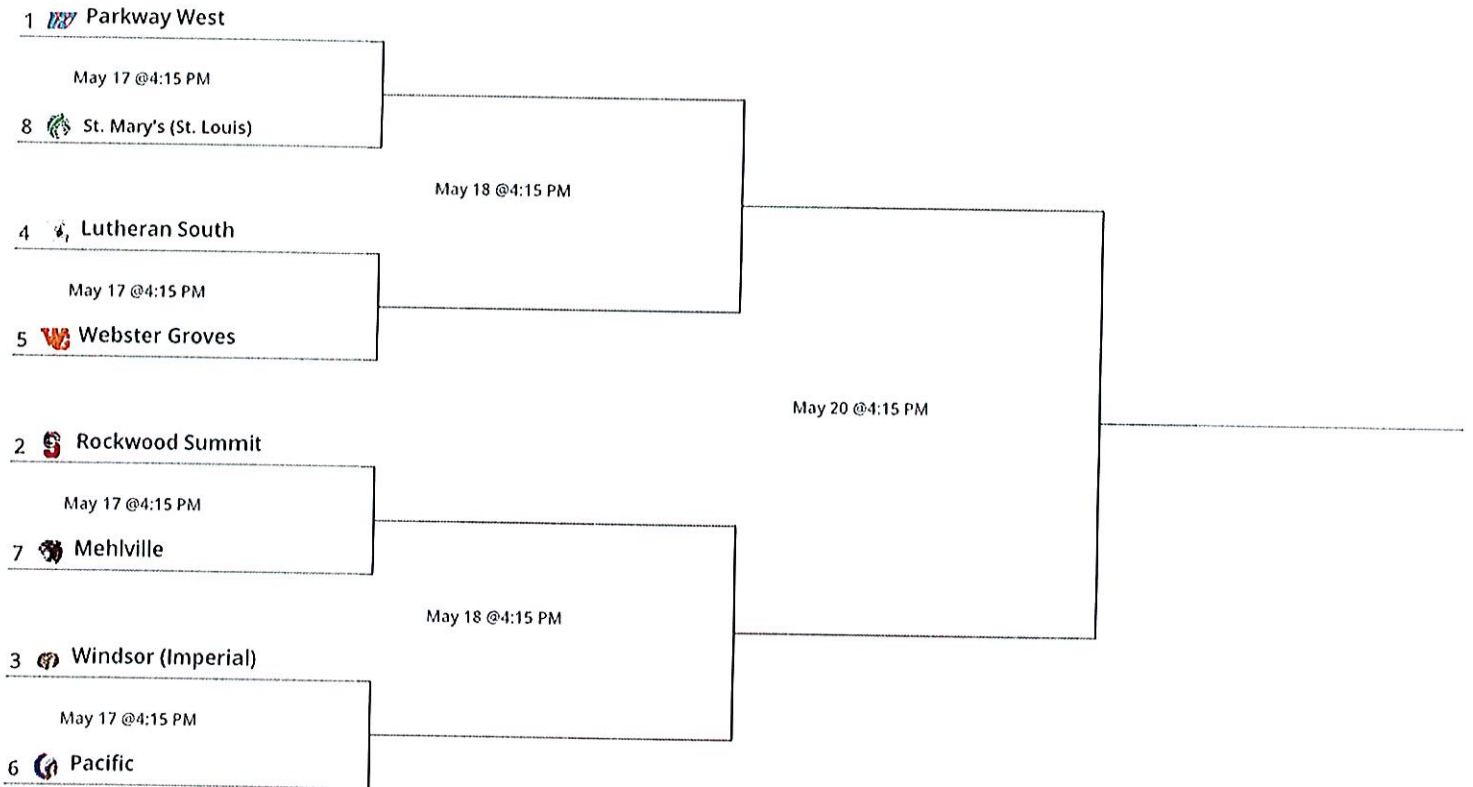 1 Parkway West
May 17 @4:15 PM
8 St. Mary's (St. Louis)
May 18 @4:15 PM
4 Lutheran South
May 17 @4:15 PM
5 Webster Groves
May 20 @4:15 PM
2 Rockwood Summit
May 17 @4:15 PM
7 Mehlville
May 18 @4:15 PM
3 Windsor (Imperial)
May 17 @4:15 PM
6 Pacific